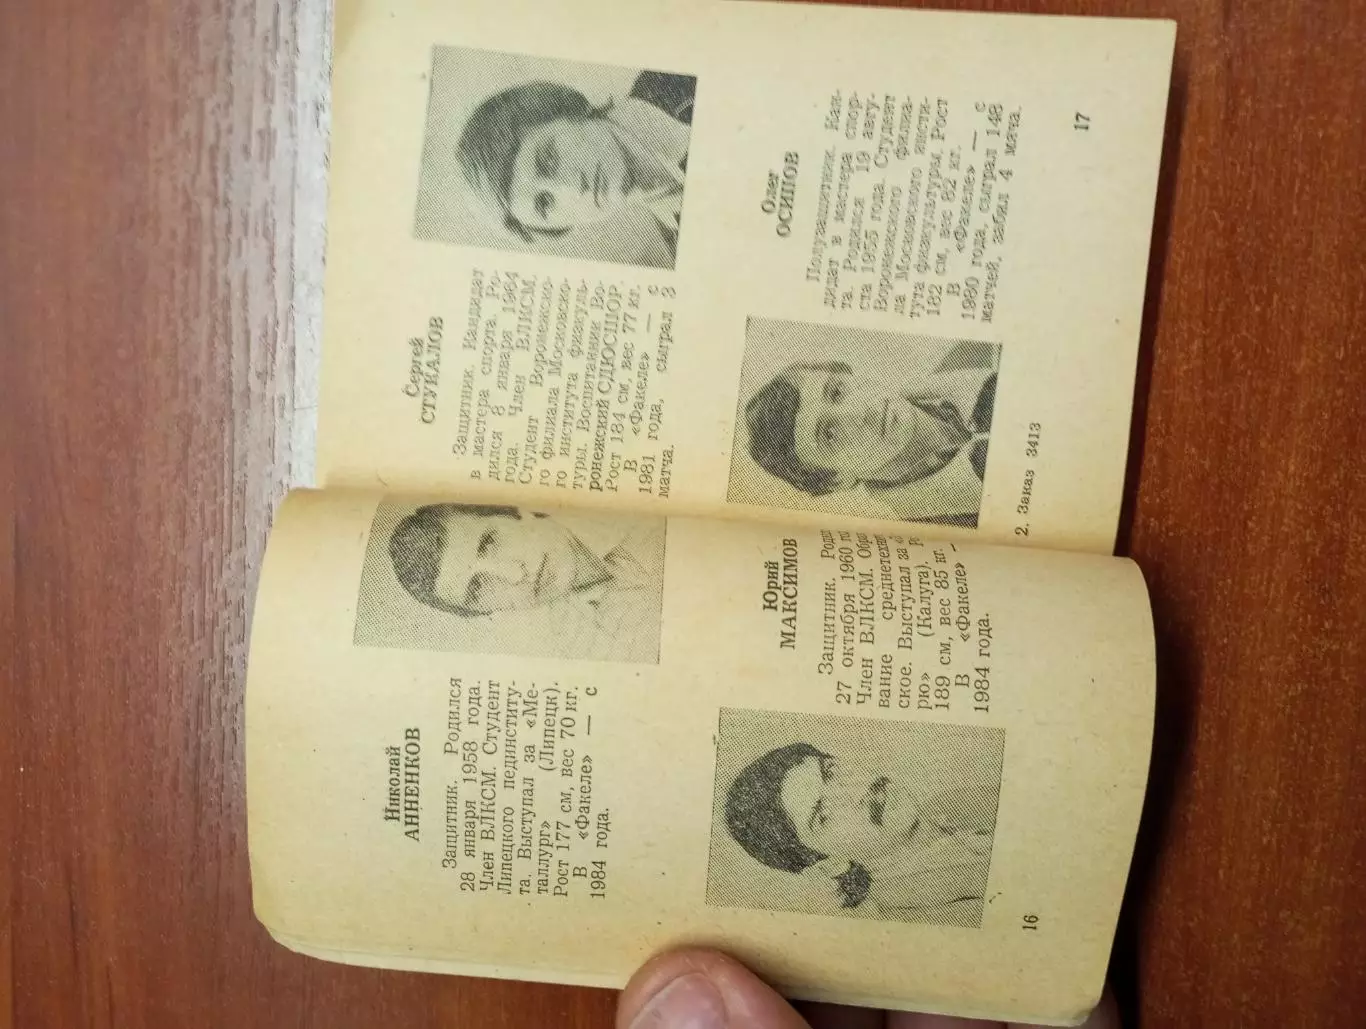 Николай
АННЕНКОВ
Защитник. Родился
28 января 1958 года.
Член ВЛКСМ. Студент
Липецкого пединститу-
та. Выступал за «Ме-
таллург» (Липецк).
Рост 177 см, вес 70 кг.
В «Факеле» — с
1984 года.
Юрий
МАКСИМОВ
Защитник.
27 октября 1960
Член ВЛКСМ.
вание среднетехн
ское. Выступал за
рю» (Калуга).
189 см, вес 85 кг.
В «Факеле»
1984 года.
16
Сергей
СТУКАЛОВ
Защитник. Кандидат
в мастера спорта. Ро-
дился 8 января 1964
года. Член ВЛКСМ.
Студент Воронежско-
го филиала Московско-
го института физкуль-
туры. Воспитанник Во-
ронежский СДЮСШОР.
Рост 184 см, вес 77 кг.
В «Факеле» — с
1981 года, сыграл 3
матча.
Олег
ОСИПОВ
Полузащитник. Кан-
дидат в мастера спор-
та. Родился 19 авгу-
ста 1955 года. Студент
Воронежского филиа-
ла Московского инсти-
тута физкультуры. Рост
182 см, вес 82 кг.
В «Факеле» — с
1980 года, сыграл 148
матчей, забил 4 мяча.
2. Заказ 3413
17